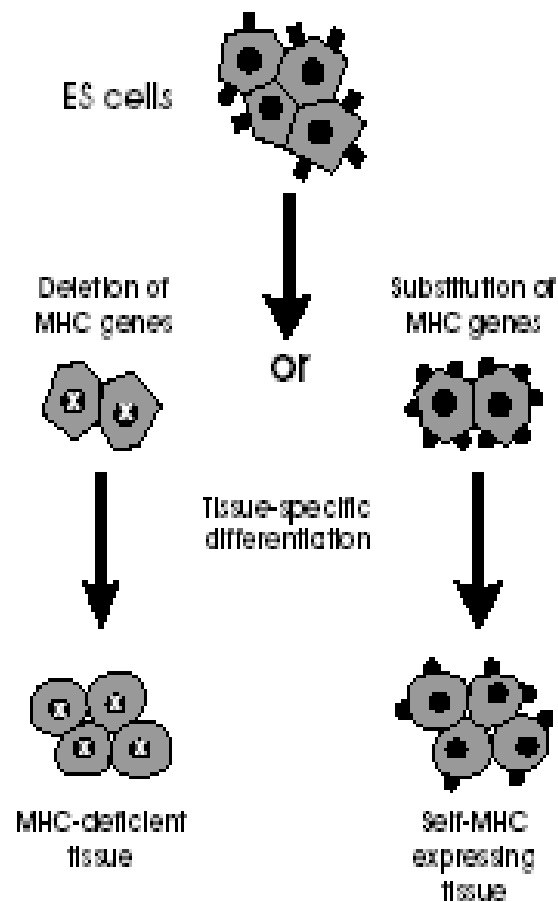 ES cells
Deletion of
MHC genes
Substitution of
MHC genes
or
Tissue-specific
differentiation
MHC-deficient
tissue
Self-MHC
expressing
tissue